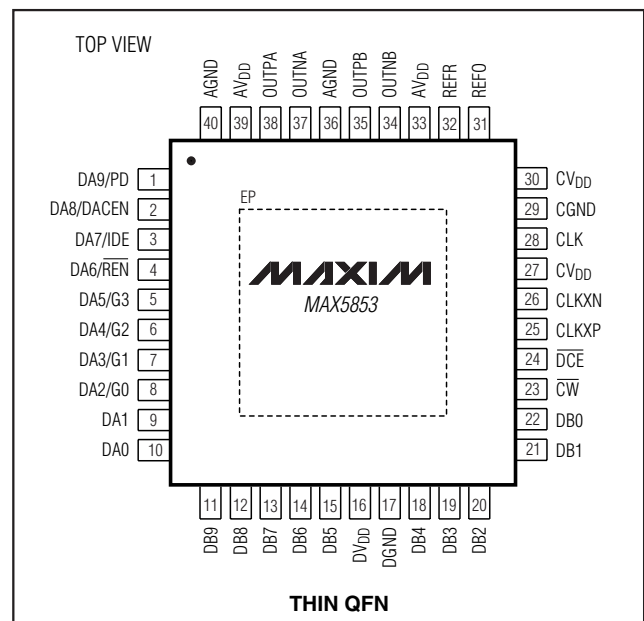 TOP VIEW
AGND
AVDD
OUTPA
OUTNA
AGND
OUTPB
OUTNB
AVDD
REFR
REFO
40 39 38 37 36 35 34 33 32 31
DA9/PD 1
DA8/DACEN 2
DA7/IDE 3
DA6/R̅E̅N̅ 4
DA5/G3 5
DA4/G2 6
DA3/G1 7
DA2/G0 8
DA1 9
DA0 10
EP
MAXIM
MAX5853
30 CVDD
29 CGND
28 CLK
27 CVDD
26 CLKXN
25 CLKXP
24 D̅C̅E̅
23 C̅W̅
22 DB0
21 DB1
11 12 13 14 15 16 17 18 19 20
DB9
DB8
DB7
DB6
DB5
DVDD
DGND
DB4
DB3
DB2
THIN QFN